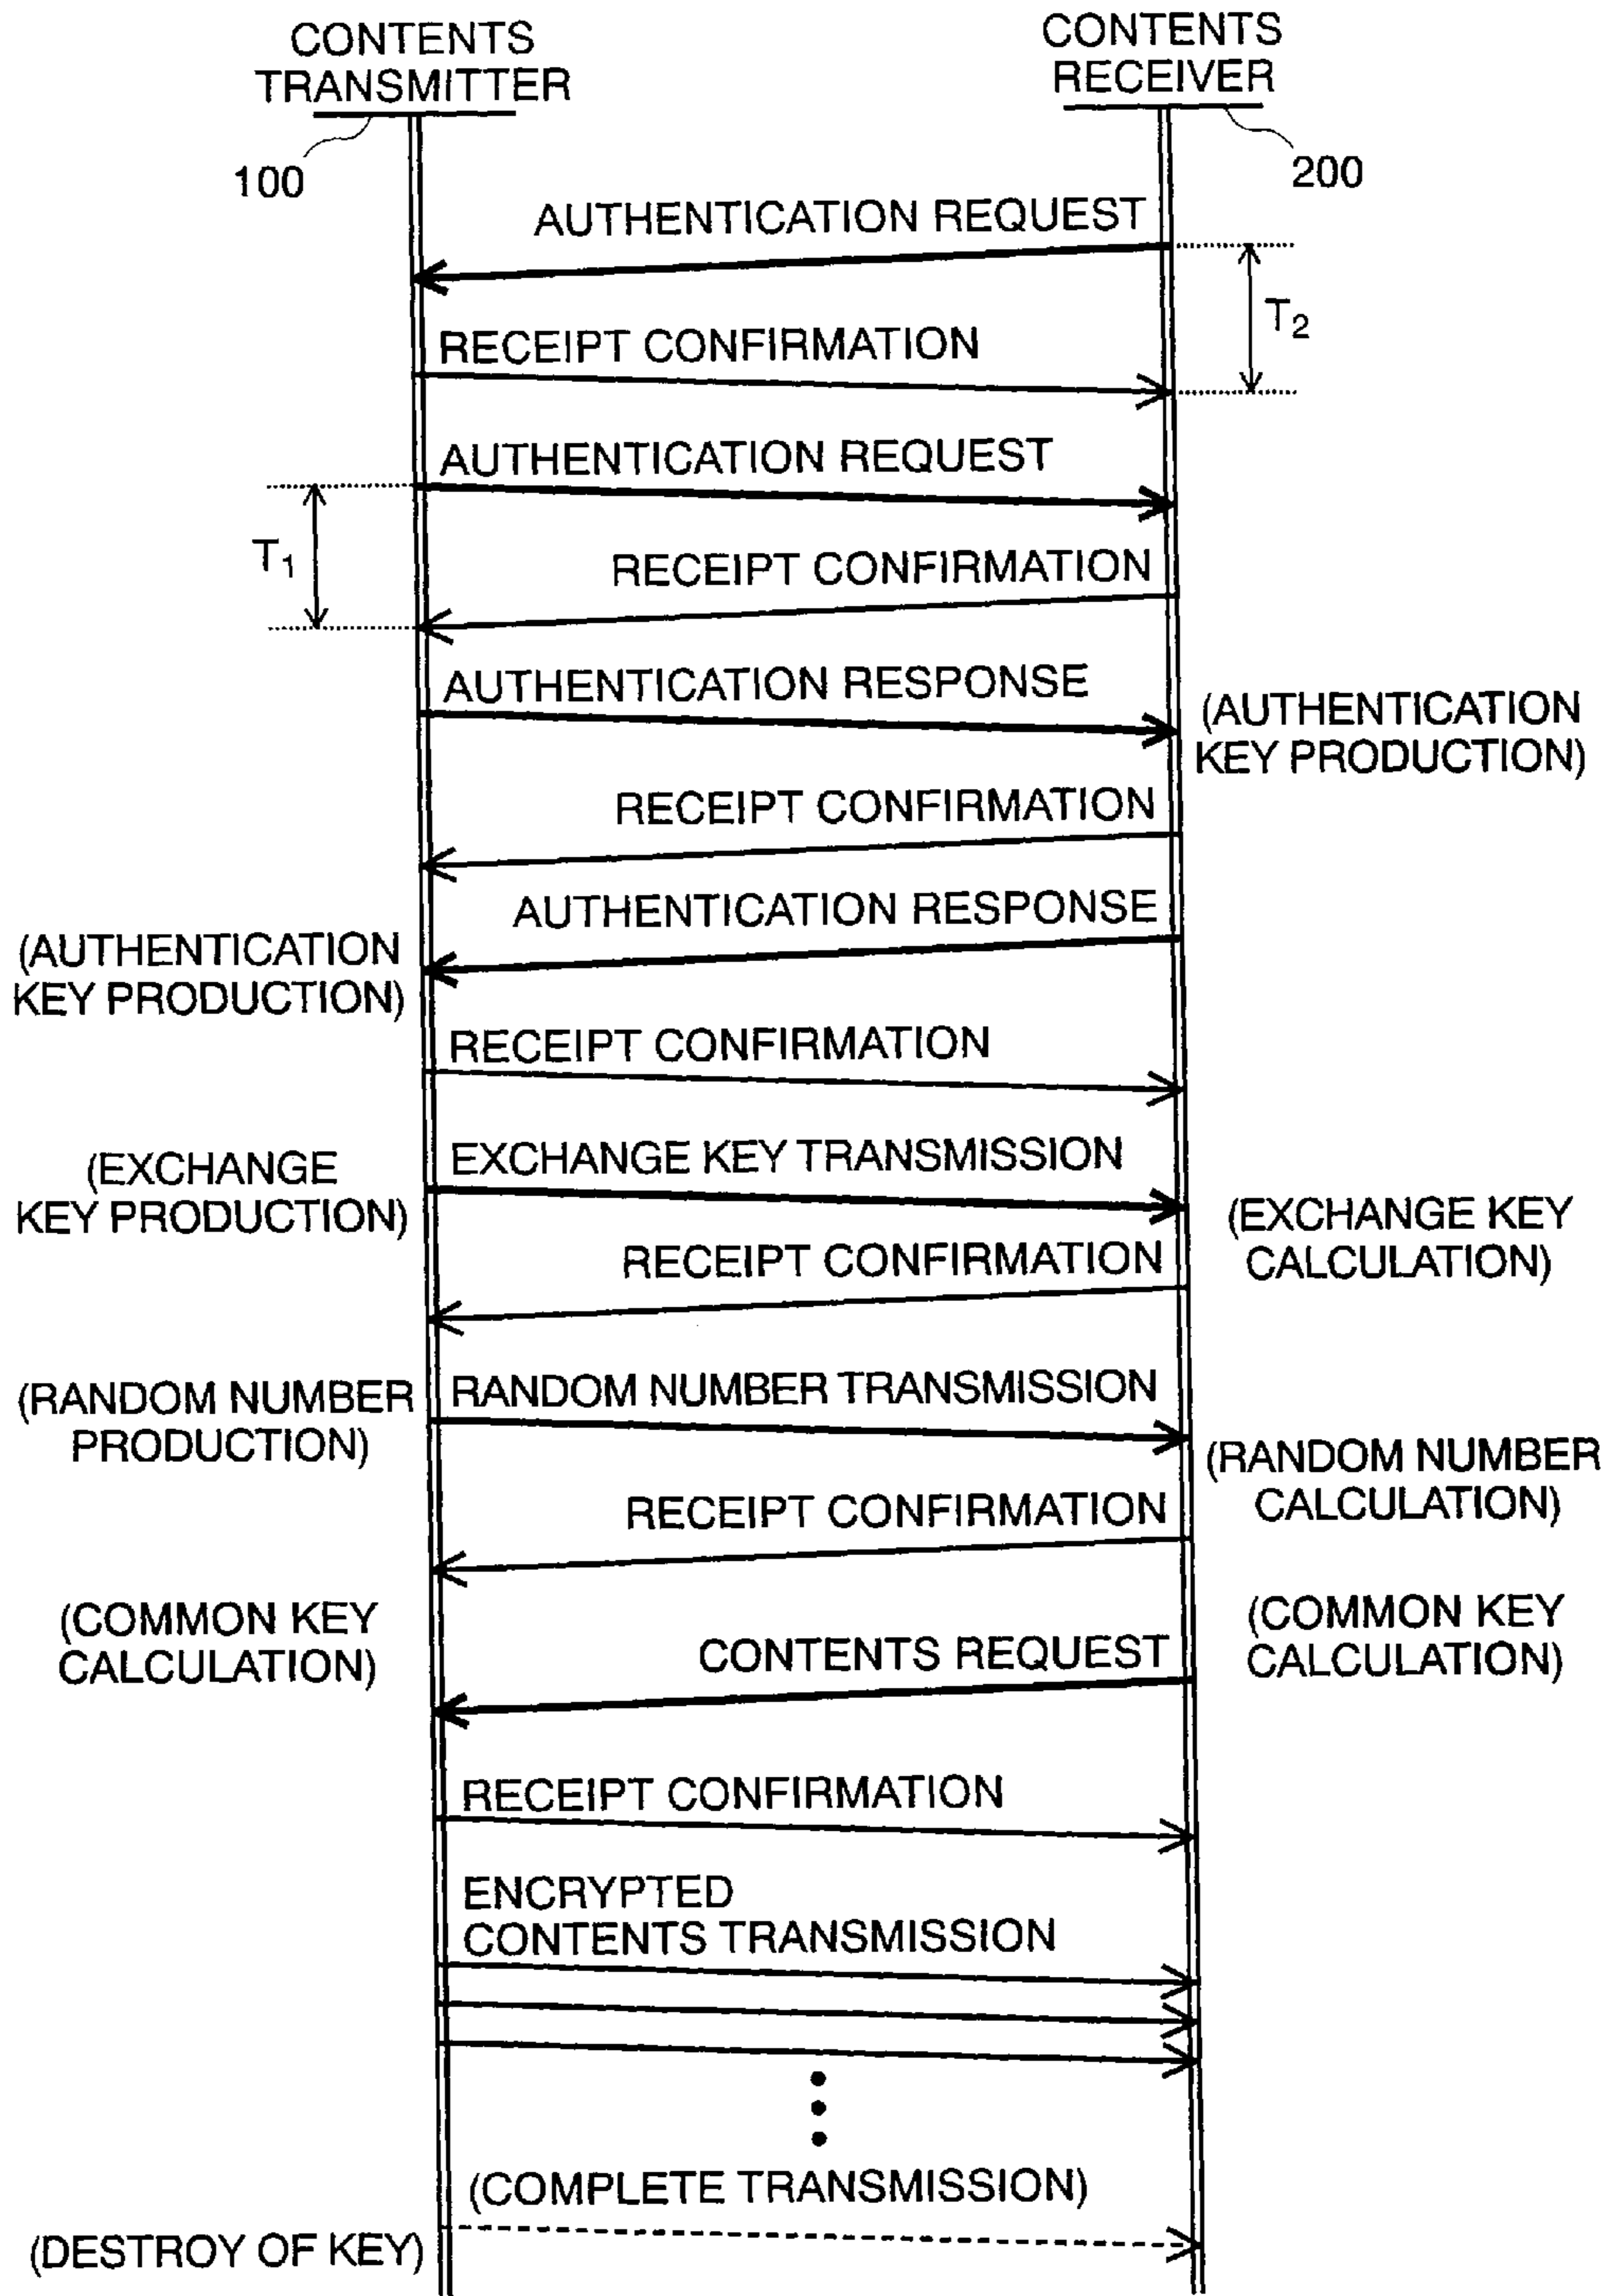 CONTENTS
TRANSMITTER
CONTENTS
RECEIVER
100
200
AUTHENTICATION REQUEST
T2
RECEIPT CONFIRMATION
AUTHENTICATION REQUEST
T1
RECEIPT CONFIRMATION
AUTHENTICATION RESPONSE
(AUTHENTICATION
KEY PRODUCTION)
RECEIPT CONFIRMATION
AUTHENTICATION RESPONSE
(AUTHENTICATION
KEY PRODUCTION)
RECEIPT CONFIRMATION
(EXCHANGE
KEY PRODUCTION)
EXCHANGE KEY TRANSMISSION
(EXCHANGE KEY
CALCULATION)
RECEIPT CONFIRMATION
(RANDOM NUMBER
PRODUCTION)
RANDOM NUMBER TRANSMISSION
(RANDOM NUMBER
CALCULATION)
RECEIPT CONFIRMATION
(COMMON KEY
CALCULATION)
(COMMON KEY
CALCULATION)
CONTENTS REQUEST
RECEIPT CONFIRMATION
ENCRYPTED
CONTENTS TRANSMISSION
(COMPLETE TRANSMISSION)
(DESTROY OF KEY)